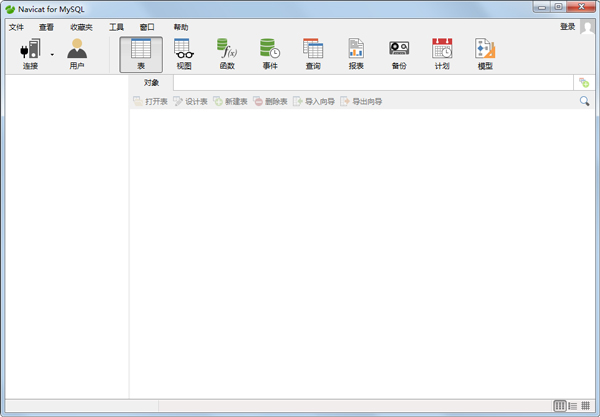 Navicat for MySQL
文件 查看 收藏夹 工具 窗口 帮助 登录
连接 用户 表 视图 函数 事件 查询 报表 备份 计划 模型
对象
打开表 设计表 新建表 删除表 导入向导 导出向导